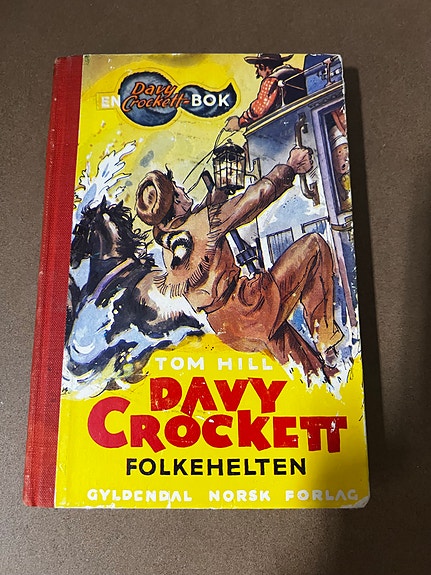 EN Davy Crockett-BOK
TOM HILL
DAVY
CROCKETT
FOLKEHELTEN
GYLDENDAL NORSK FORLAG